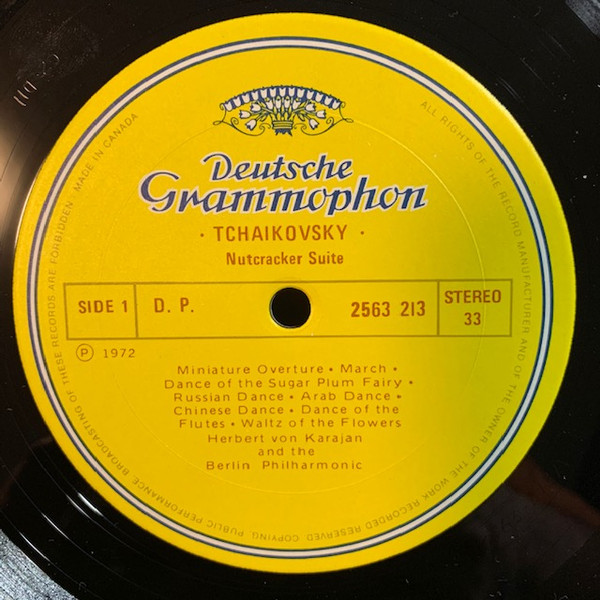 Deutsche
Grammophon
· TCHAIKOVSKY ·
Nutcracker Suite
SIDE 1 D. P. 2563 213 STEREO
33
℗ 1972
Miniature Overture • March •
Dance of the Sugar Plum Fairy •
Russian Dance • Arab Dance •
Chinese Dance • Dance of the
Flutes • Waltz of the Flowers
Herbert von Karajan
and the
Berlin Philharmonic
ALL RIGHTS OF THE RECORD MANUFACTURER AND OF THE OWNER OF THE WORK RECORDED RESERVED. COPYING, PUBLIC PERFORMANCE, BROADCASTING OF THESE RECORDS ARE FORBIDDEN MADE IN CANADA